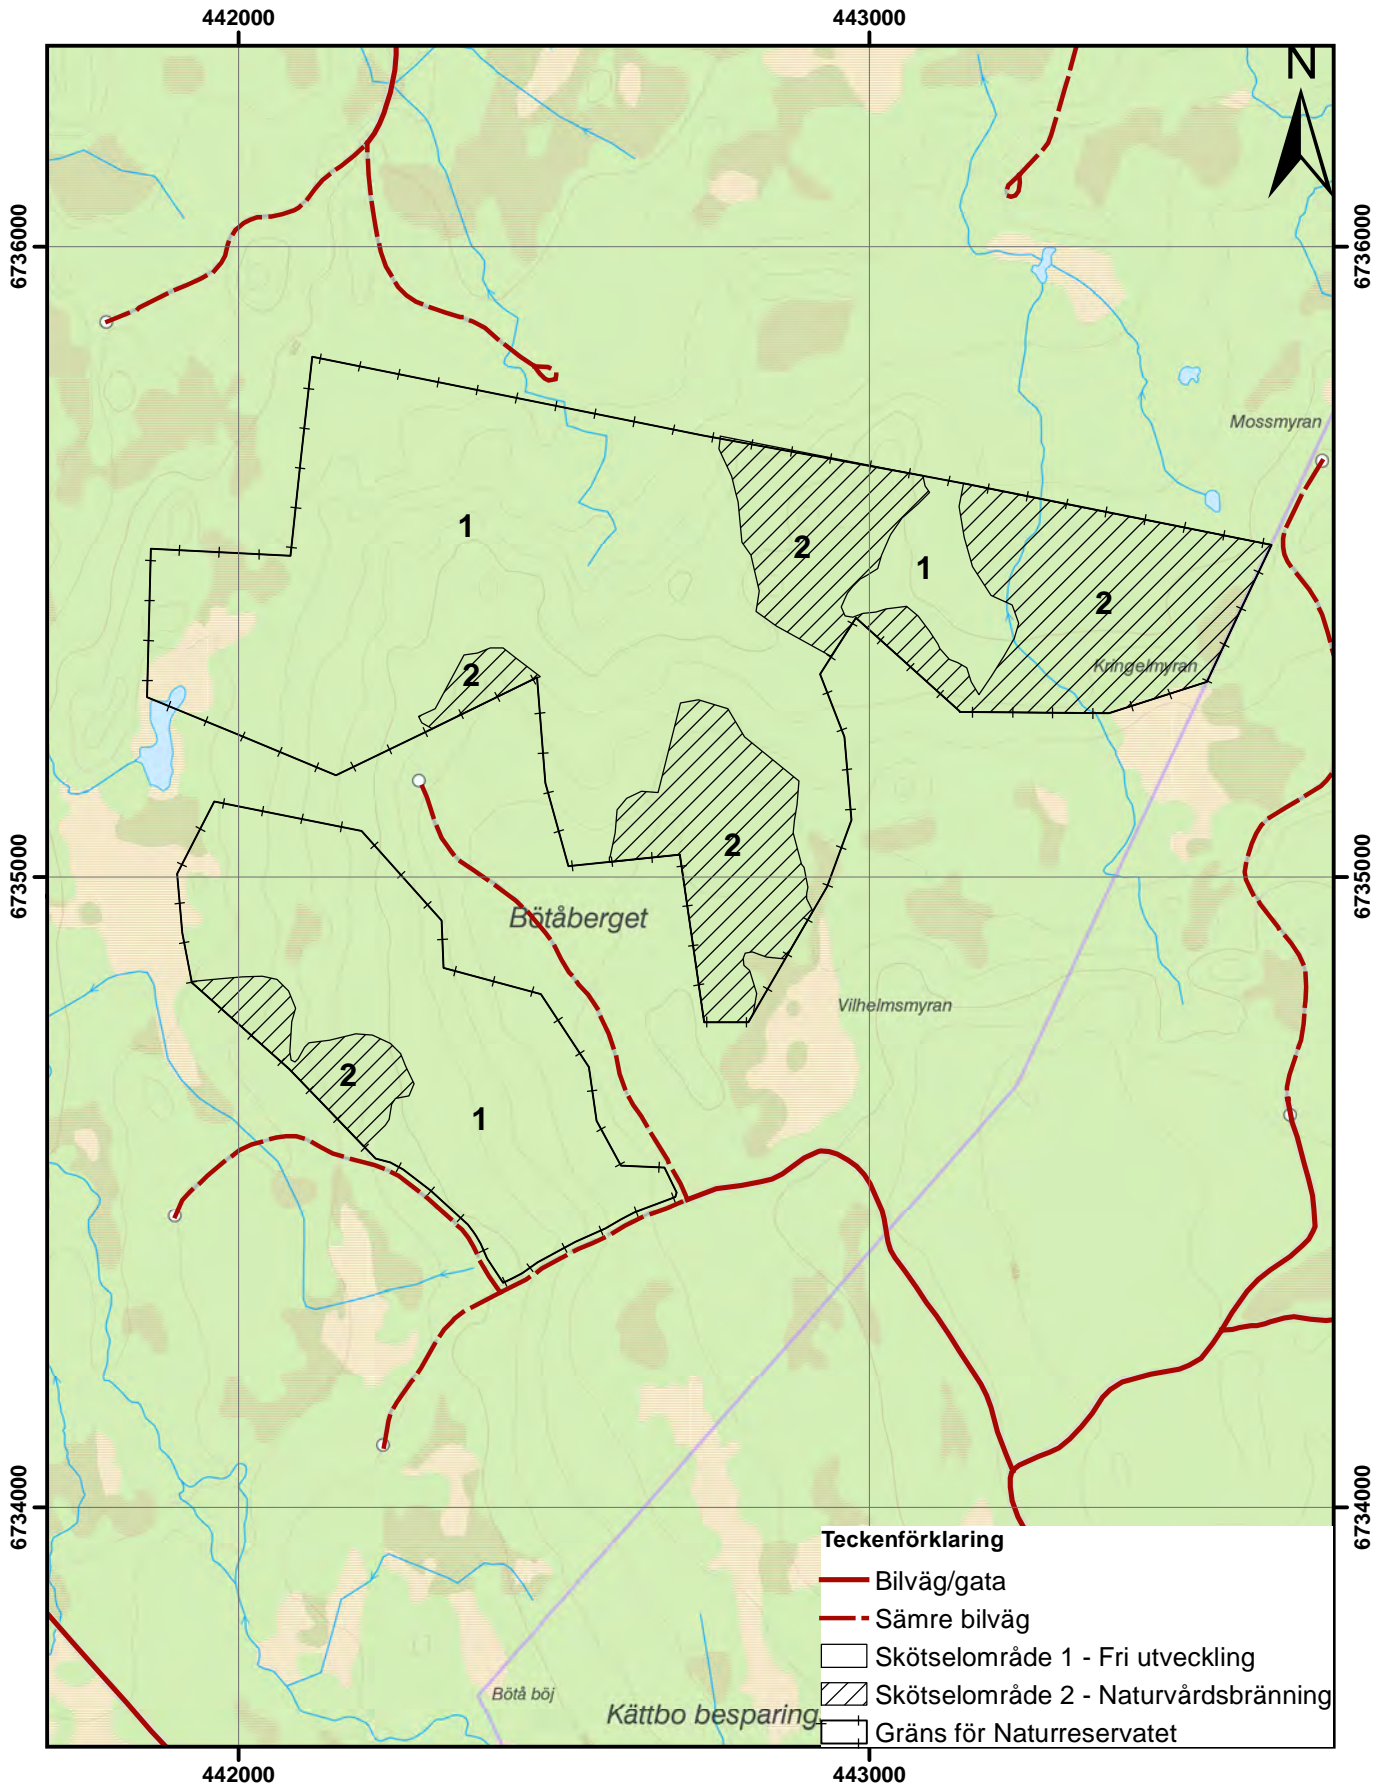 442000
443000
N
6736000
6736000
Mossmyran
1
2
1
2
Kringelmyran
2
2
6735000
6735000
Bötåberget
Vilhelmsmyran
2
1
6734000
6734000
Teckenförklaring
Bilväg/gata
Sämre bilväg
Skötselområde 1 - Fri utveckling
Skötselområde 2 - Naturvårdsbränning
Gräns för Naturreservatet
Bötå böj
Kättbo besparing
442000
443000